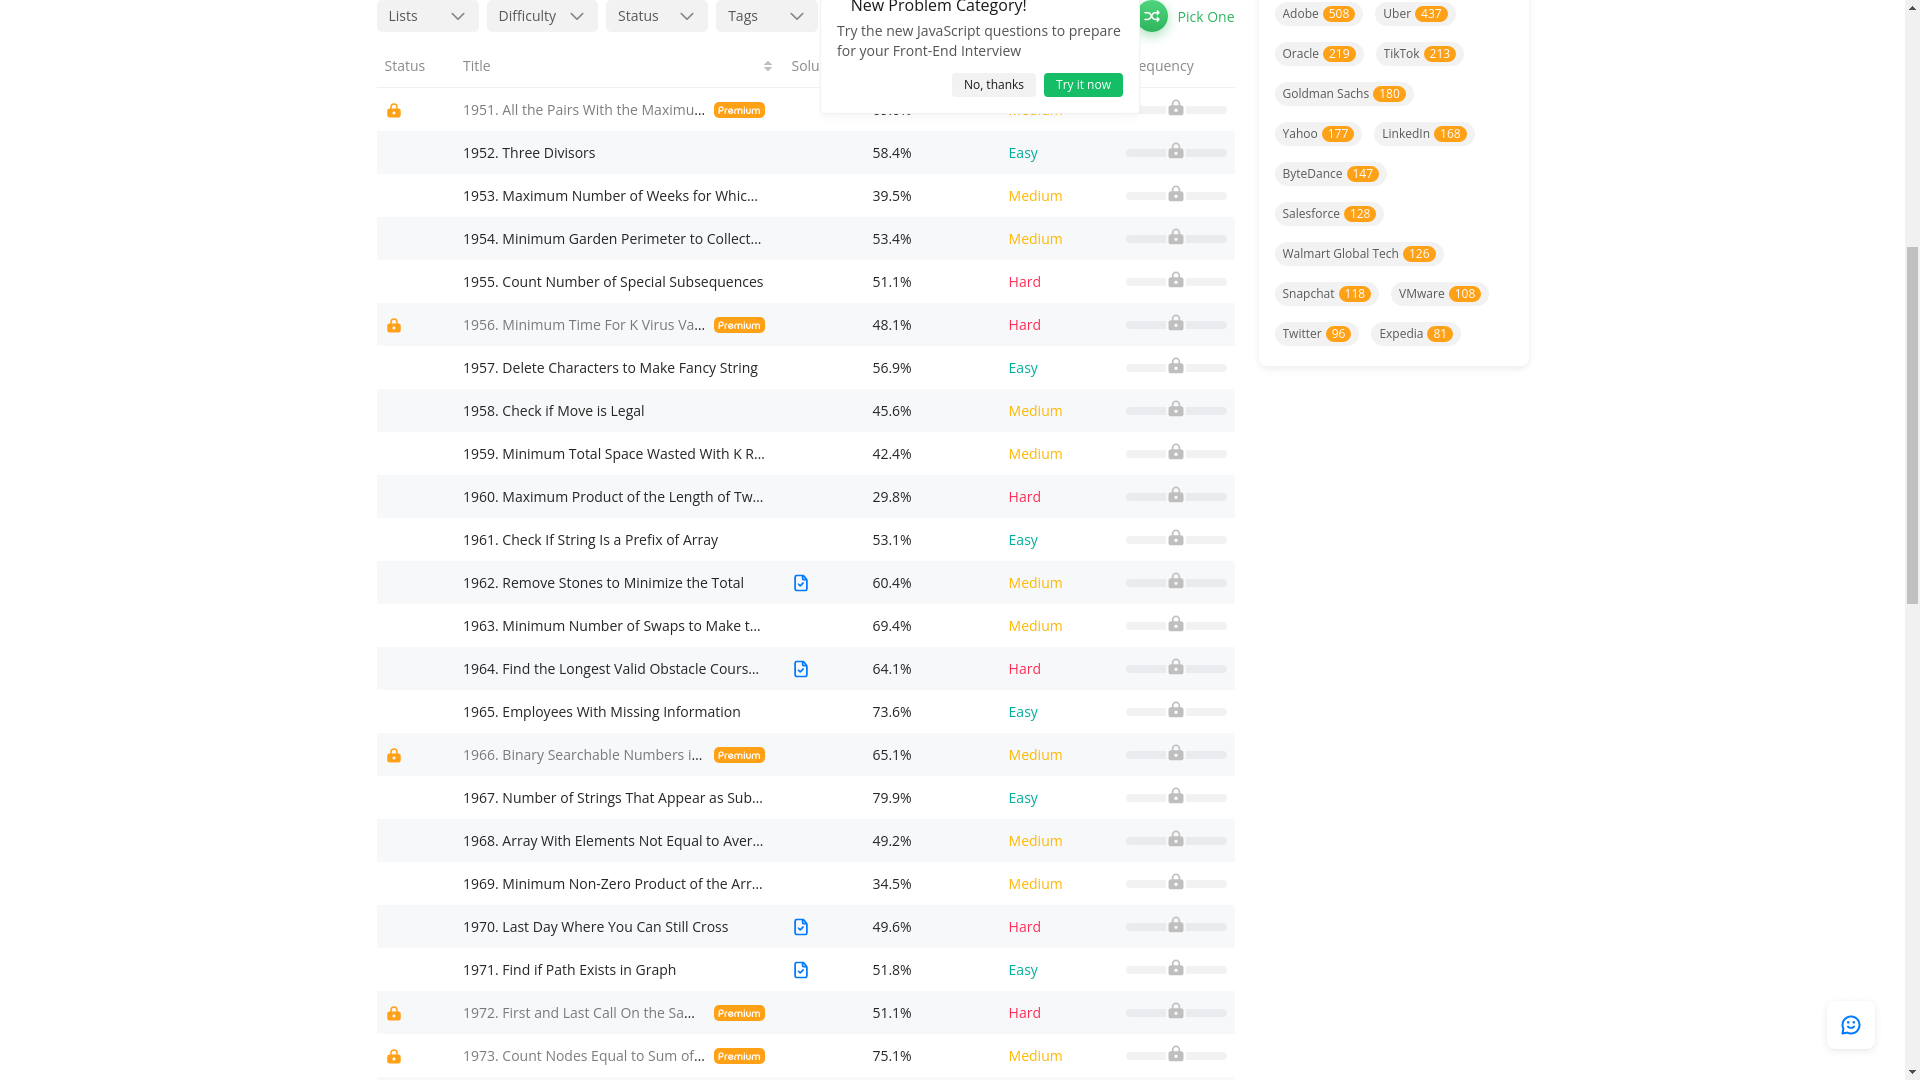 Lists
Difficulty
Status
Tags
New Problem Category!
Try the new JavaScript questions to prepare
for your Front-End Interview
No, thanks
Try it now
Pick One
Status
Title
Solu
equency
1951. All the Pairs With the Maximu... Premium
1952. Three Divisors 58.4% Easy
1953. Maximum Number of Weeks for Whic... 39.5% Medium
1954. Minimum Garden Perimeter to Collect... 53.4% Medium
1955. Count Number of Special Subsequences 51.1% Hard
1956. Minimum Time For K Virus Va... Premium 48.1% Hard
1957. Delete Characters to Make Fancy String 56.9% Easy
1958. Check if Move is Legal 45.6% Medium
1959. Minimum Total Space Wasted With K R... 42.4% Medium
1960. Maximum Product of the Length of Tw... 29.8% Hard
1961. Check If String Is a Prefix of Array 53.1% Easy
1962. Remove Stones to Minimize the Total 60.4% Medium
1963. Minimum Number of Swaps to Make t... 69.4% Medium
1964. Find the Longest Valid Obstacle Cours... 64.1% Hard
1965. Employees With Missing Information 73.6% Easy
1966. Binary Searchable Numbers i... Premium 65.1% Medium
1967. Number of Strings That Appear as Sub... 79.9% Easy
1968. Array With Elements Not Equal to Aver... 49.2% Medium
1969. Minimum Non-Zero Product of the Arr... 34.5% Medium
1970. Last Day Where You Can Still Cross 49.6% Hard
1971. Find if Path Exists in Graph 51.8% Easy
1972. First and Last Call On the Sa... Premium 51.1% Hard
1973. Count Nodes Equal to Sum of... Premium 75.1% Medium
Adobe 508 Uber 437
Oracle 219 TikTok 213
Goldman Sachs 180
Yahoo 177 LinkedIn 168
ByteDance 147
Salesforce 128
Walmart Global Tech 126
Snapchat 118 VMware 108
Twitter 96 Expedia 81